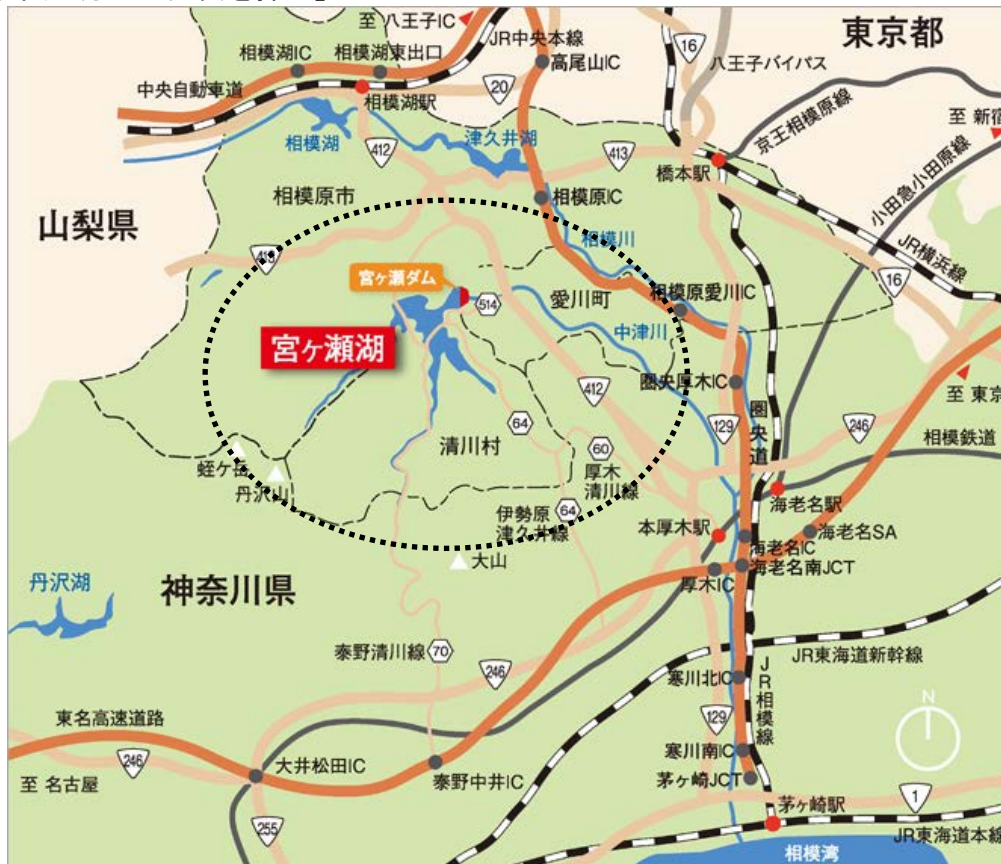 至 八王子IC
JR中央本線
16
東京都
相模湖IC
相模湖東出口
高尾山IC
八王子バイパス
中央自動車道
20
相模湖駅
京王相模原線
至 新宿
相模湖
412
津久井湖
413
橋本駅
小田急小田原線
相模原市
相模原IC
山梨県
相模川
JR横浜線
413
宮ヶ瀬ダム
514
愛川町
相模原愛川IC
16
宮ヶ瀬湖
中津川
圏央厚木IC
至 東京
412
129
圏央道
246
64
相模鉄道
清川村
60
厚木
清川線
蛭ケ岳
丹沢山
海老名駅
伊勢原
津久井線
64
本厚木駅
海老名SA
海老名IC
大山
厚木IC
海老名南JCT
丹沢湖
神奈川県
泰野清川線
70
JR東海道新幹線
246
寒川北IC
JR相模線
N
東名高速道路
129
246
大井松田IC
泰野中井IC
寒川南IC
至 名古屋
茅ヶ崎JCT
1
茅ヶ崎駅
255
JR東海道本線
相模湾